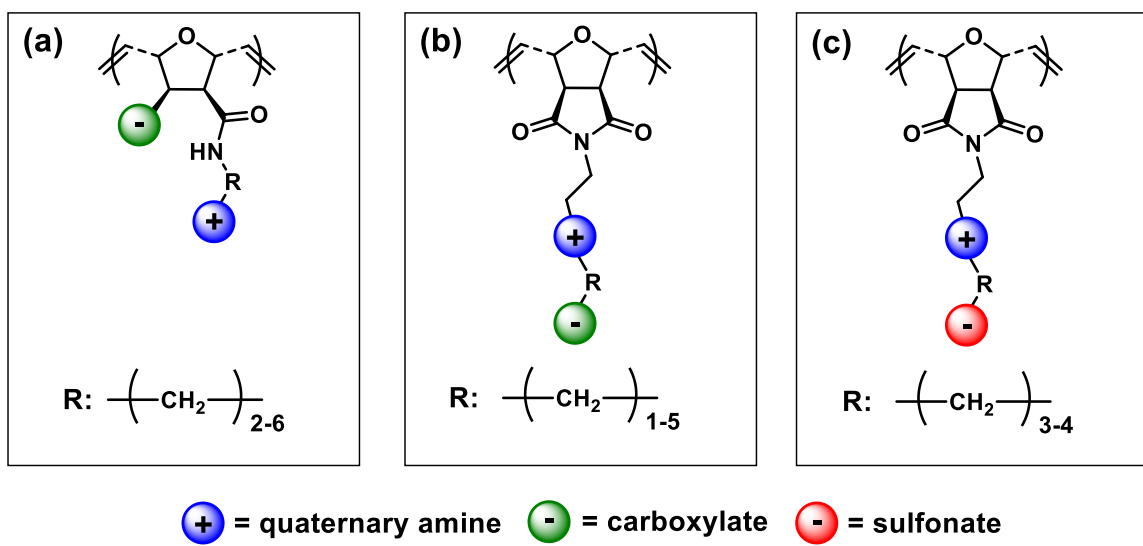 (a)
O
-
O
HN
R
+
R: —(CH₂)—2-6
(b)
O
O
O
N
+
R
-
R: —(CH₂)—1-5
(c)
O
O
O
N
+
R
-
R: —(CH₂)—3-4
+ = quaternary amine - = carboxylate - = sulfonate